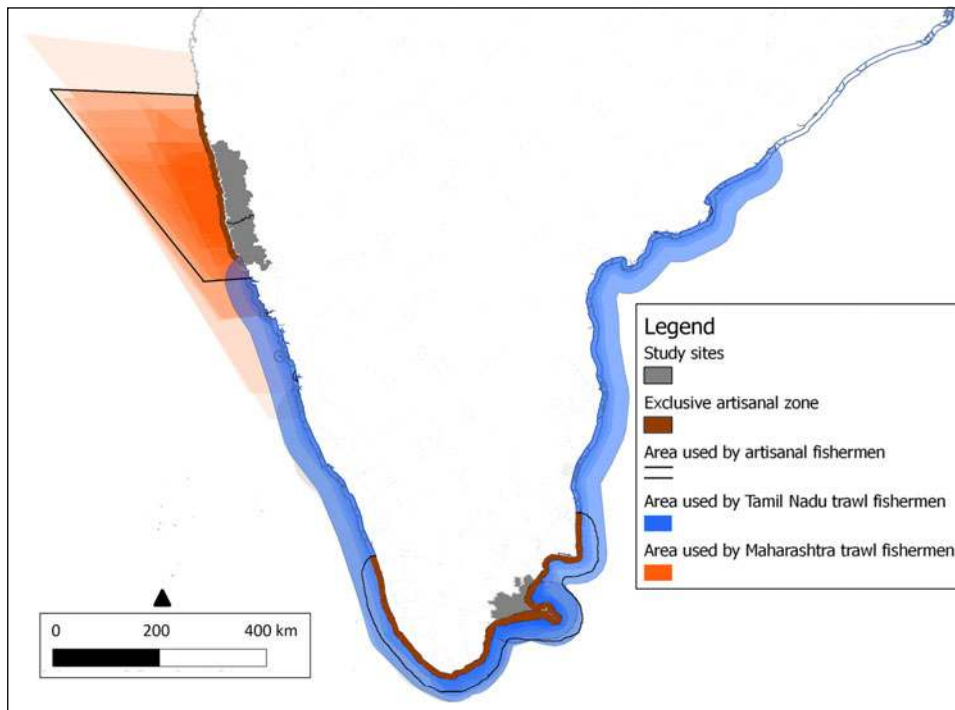 Legend
Study sites
Exclusive artisanal zone
Area used by artisanal fishermen
Area used by Tamil Nadu trawl fishermen
Area used by Maharashtra trawl fishermen
0 200 400 km